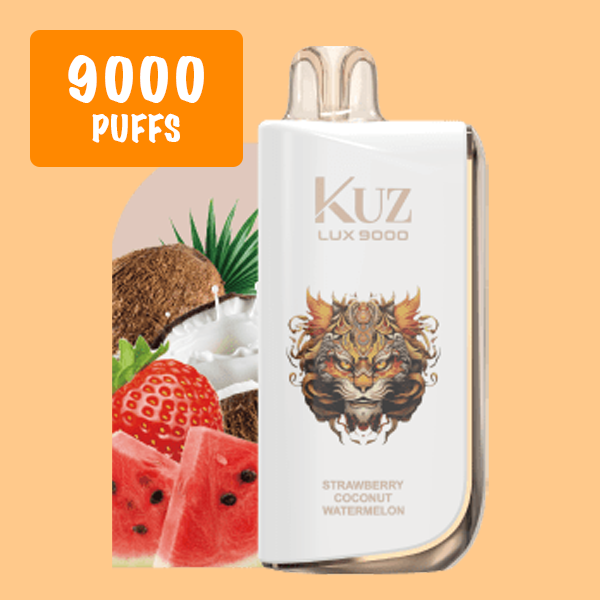 9000
PUFFS
KUZ
LUX 9000
STRAWBERRY
COCONUT
WATERMELON